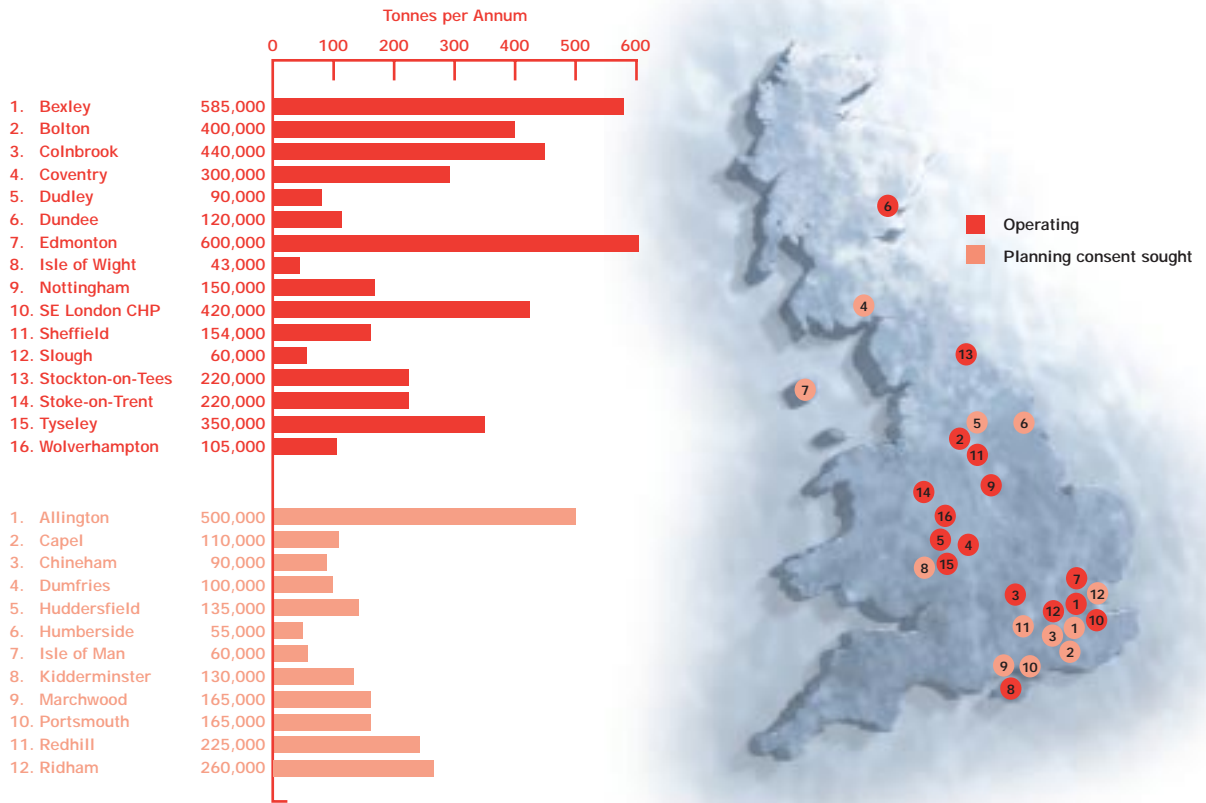 Tonnes per Annum
0 100 200 300 400 500 600
1. Bexley 585,000
2. Bolton 400,000
3. Colnbrook 440,000
4. Coventry 300,000
5. Dudley 90,000
6. Dundee 120,000
7. Edmonton 600,000
8. Isle of Wight 43,000
9. Nottingham 150,000
10. SE London CHP 420,000
11. Sheffield 154,000
12. Slough 60,000
13. Stockton-on-Tees 220,000
14. Stoke-on-Trent 220,000
15. Tyseley 350,000
16. Wolverhampton 105,000
1. Allington 500,000
2. Capel 110,000
3. Chineham 90,000
4. Dumfries 100,000
5. Huddersfield 135,000
6. Humberside 55,000
7. Isle of Man 60,000
8. Kidderminster 130,000
9. Marchwood 165,000
10. Portsmouth 165,000
11. Redhill 225,000
12. Ridham 260,000
6
Operating
Planning consent sought
4
13
7
5 6
2
11
9
14
16
5 4
8 15
7
3 12
12 1
10
11 3 1
2
9 10
8